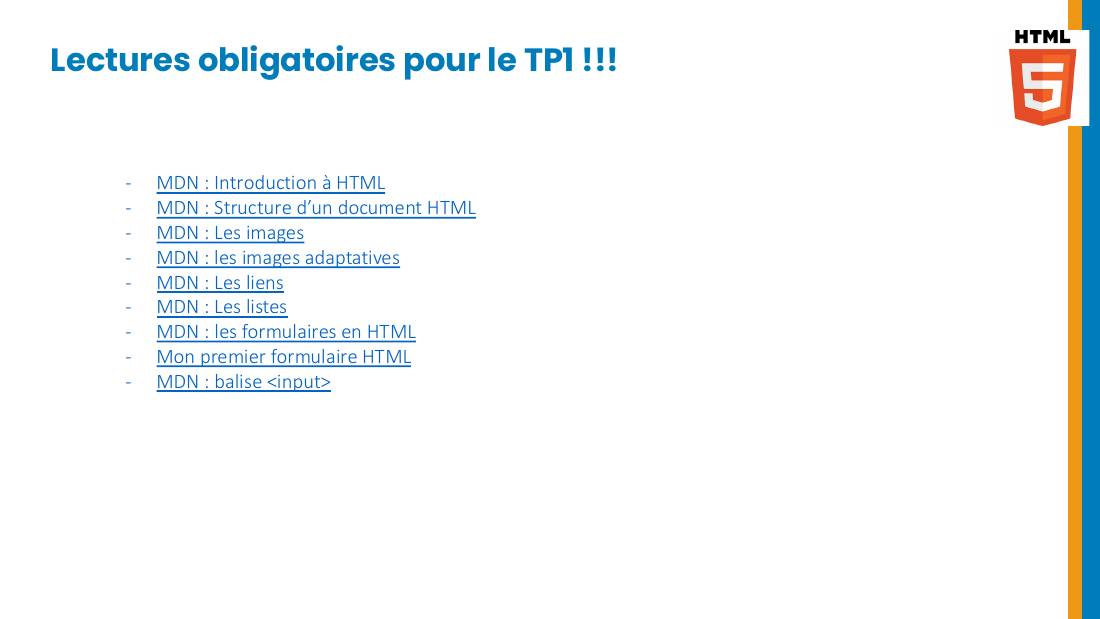 Lectures obligatoires pour le TP1 !!!
HTML
5
- MDN : Introduction à HTML
- MDN : Structure d’un document HTML
- MDN : Les images
- MDN : les images adaptatives
- MDN : Les liens
- MDN : Les listes
- MDN : les formulaires en HTML
- Mon premier formulaire HTML
- MDN : balise <input>